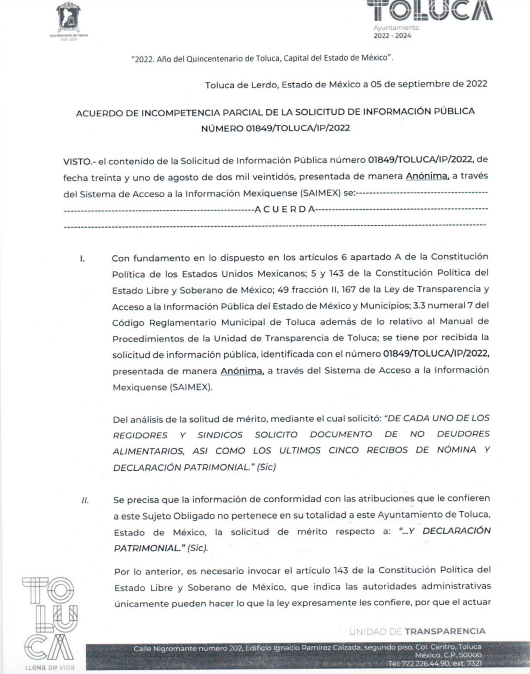 TOLUCA
Ayuntamiento de Toluca
Ayuntamiento
2022 - 2024
“2022. Año del Quincentenario de Toluca, Capital del Estado de México”.
Toluca de Lerdo, Estado de México a 05 de septiembre de 2022
ACUERDO DE INCOMPETENCIA PARCIAL DE LA SOLICITUD DE INFORMACIÓN PÚBLICA
NÚMERO 01849/TOLUCA/IP/2022
VISTO.- el contenido de la Solicitud de Información Pública número 01849/TOLUCA/IP/2022, de
fecha treinta y uno de agosto de dos mil veintidós, presentada de manera Anónima, a través
del Sistema de Acceso a la Información Mexiquense (SAIMEX) se:-----------------------------------
--------------------------------------------------A C U E R D A--------------------------------------------
------------------------------------------------------------------------------------------------------------
I. Con fundamento en lo dispuesto en los artículos 6 apartado A de la Constitución
Política de los Estados Unidos Mexicanos; 5 y 143 de la Constitución Política del
Estado Libre y Soberano de México; 49 fracción II, 167 de la Ley de Transparencia y
Acceso a la Información Pública del Estado de México y Municipios; 3.3 numeral 7 del
Código Reglamentario Municipal de Toluca además de lo relativo al Manual de
Procedimientos de la Unidad de Transparencia de Toluca; se tiene por recibida la
solicitud de información pública, identificada con el número 01849/TOLUCA/IP/2022,
presentada de manera Anónima, a través del Sistema de Acceso a la Información
Mexiquense (SAIMEX).
Del análisis de la solitud de mérito, mediante el cual solicitó: “DE CADA UNO DE LOS
REGIDORES Y SINDICOS SOLICITO DOCUMENTO DE NO DEUDORES
ALIMENTARIOS, ASI COMO LOS ULTIMOS CINCO RECIBOS DE NÓMINA Y
DECLARACIÓN PATRIMONIAL.” (Sic)
II. Se precisa que la información de conformidad con las atribuciones que le confieren
a este Sujeto Obligado no pertenece en su totalidad a este Ayuntamiento de Toluca,
Estado de México, la solicitud de mérito respecto a: “...Y DECLARACIÓN
PATRIMONIAL.” (Sic).
Por lo anterior, es necesario invocar el artículo 143 de la Constitución Política del
Estado Libre y Soberano de México, que indica las autoridades administrativas
únicamente pueden hacer lo que la ley expresamente les confiere, por que el actuar
TOLUCA
LLENA DE VIDA
UNIDAD DE TRANSPARENCIA
Calle Nigromante número 202, Edificio Ignacio Ramírez Calzada, segundo piso, Col. Centro, Toluca
México. C.P. 50000
Tel: 722.226.44.90, ext: 7321